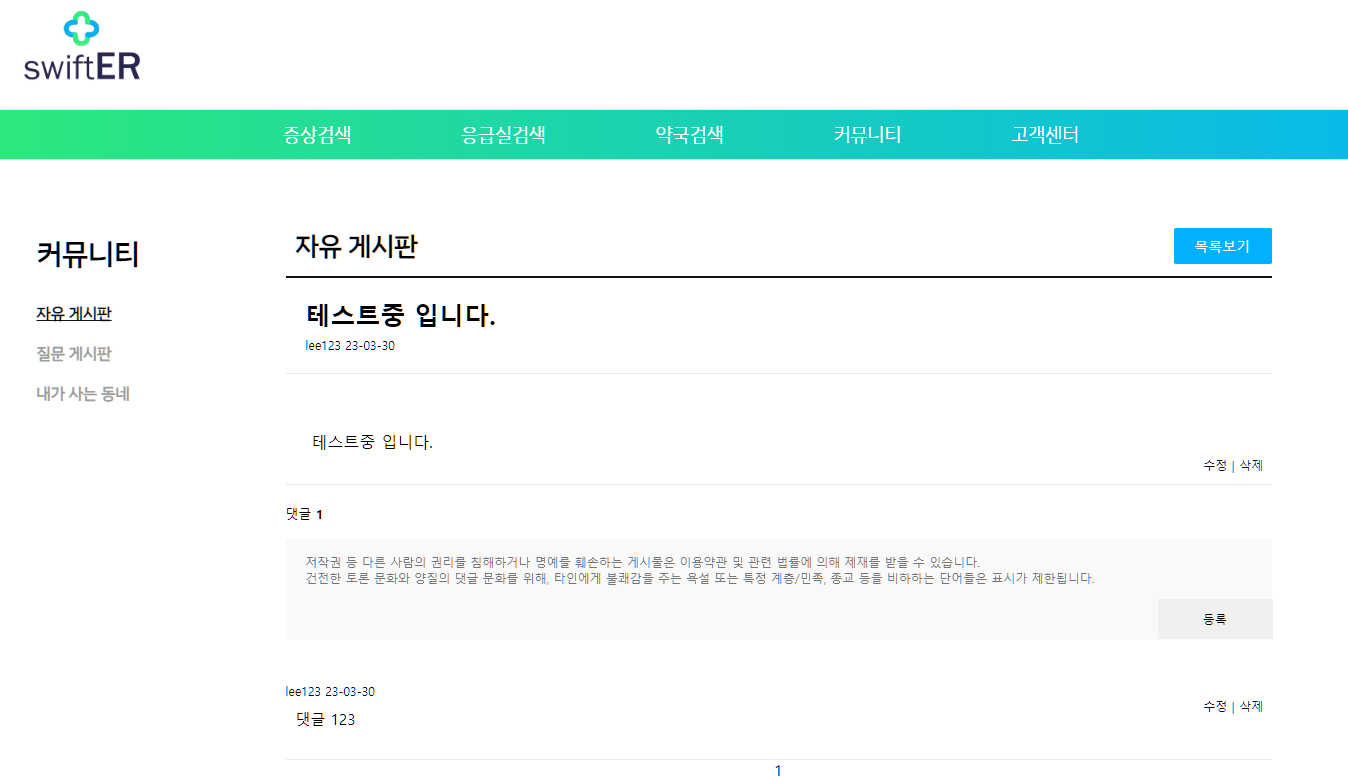 swiftER
증상검색 응급실검색 약국검색 커뮤니티 고객센터
커뮤니티
자유 게시판
질문 게시판
내가 사는 동네
자유 게시판 목록보기
테스트중 입니다.
lee123 23-03-30
테스트중 입니다.
수정 | 삭제
댓글 1
저작권 등 다른 사람의 권리를 침해하거나 명예를 훼손하는 게시물은 이용약관 및 관련 법률에 의해 제재를 받을 수 있습니다.
건전한 토론 문화와 양질의 댓글 문화를 위해, 타인에게 불쾌감을 주는 욕설 또는 특정 계층/민족, 종교 등을 비하하는 단어들은 표시가 제한됩니다.
등록
lee123 23-03-30
수정 | 삭제
댓글 123
1